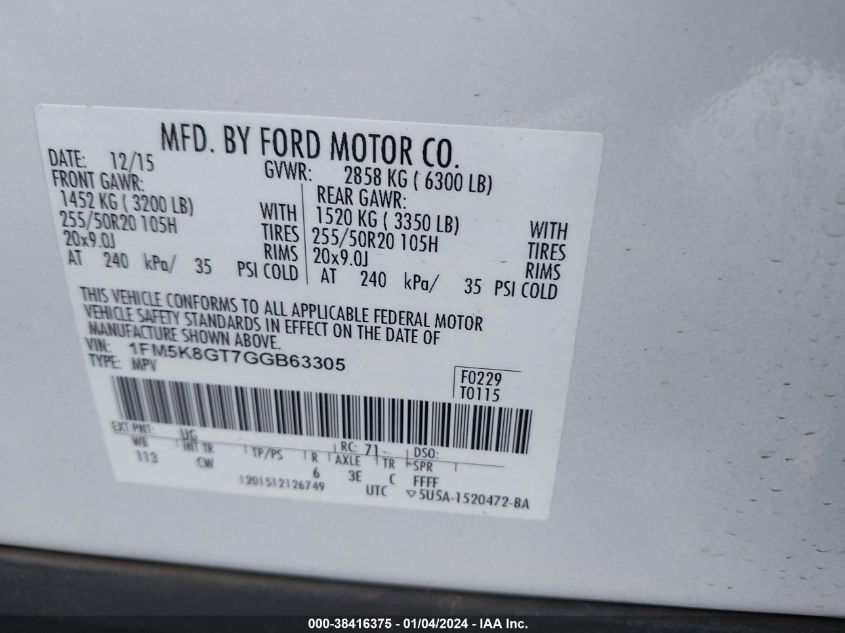 MFD. BY FORD MOTOR CO.
DATE: 12/15 GVWR: 2858 KG ( 6300 LB)
FRONT GAWR: REAR GAWR:
1452 KG ( 3200 LB) WITH 1520 KG ( 3350 LB) WITH
255/50R20 105H TIRES 255/50R20 105H TIRES
20x9.0J RIMS 20x9.0J RIMS
AT 240 kPa/ 35 PSI COLD AT 240 kPa/ 35 PSI COLD
THIS VEHICLE CONFORMS TO ALL APPLICABLE FEDERAL MOTOR
VEHICLE SAFETY STANDARDS IN EFFECT ON THE DATE OF
MANUFACTURE SHOWN ABOVE.
VIN: 1FM5K8GT7GGB63305
TYPE: MPV
F0229
T0115
EXT PNT: UG RC: 71 DSO:
WB INT TR TP/PS R AXLE TR SPR
113 CW 6 3E C FFFF
1201512126749 UTC ▽5U5A-1520472-BA
000-38416375 - 01/04/2024 - IAA Inc.